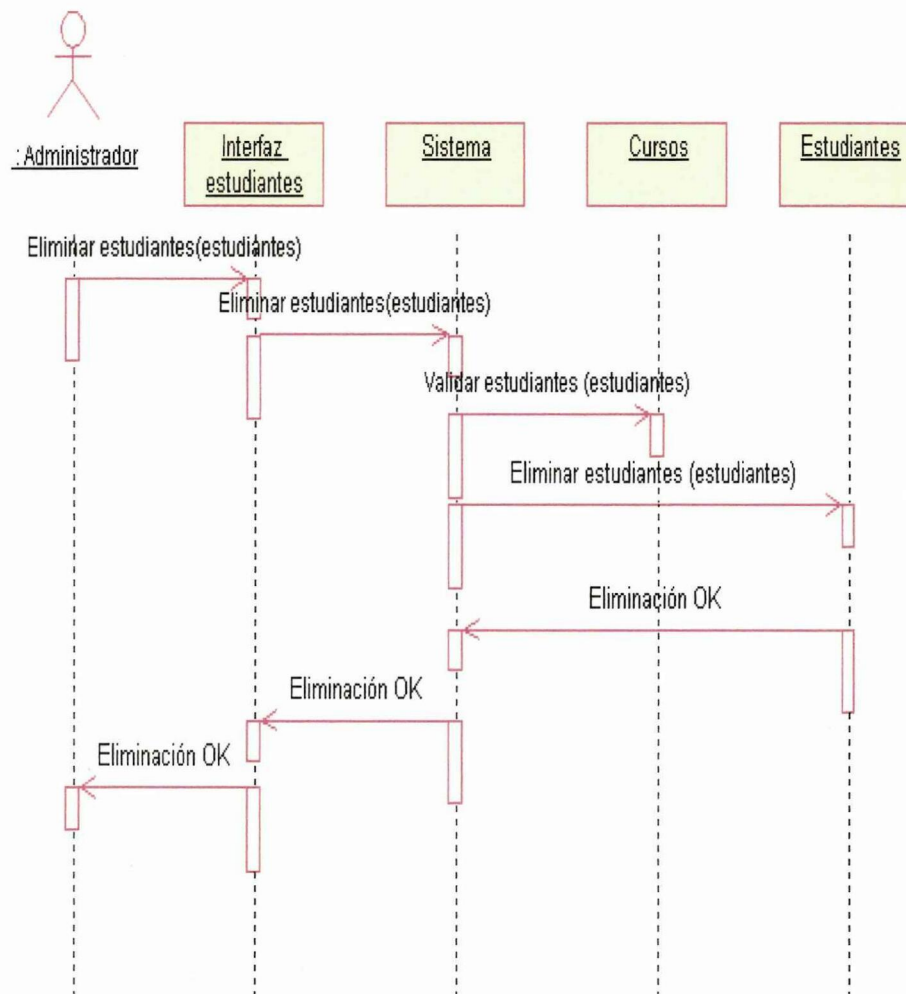 : Administrador
Interfaz
estudiantes
Sistema
Cursos
Estudiantes
Eliminar estudiantes(estudiantes)
Eliminar estudiantes(estudiantes)
Validar estudiantes (estudiantes)
Eliminar estudiantes (estudiantes)
Eliminación OK
Eliminación OK
Eliminación OK